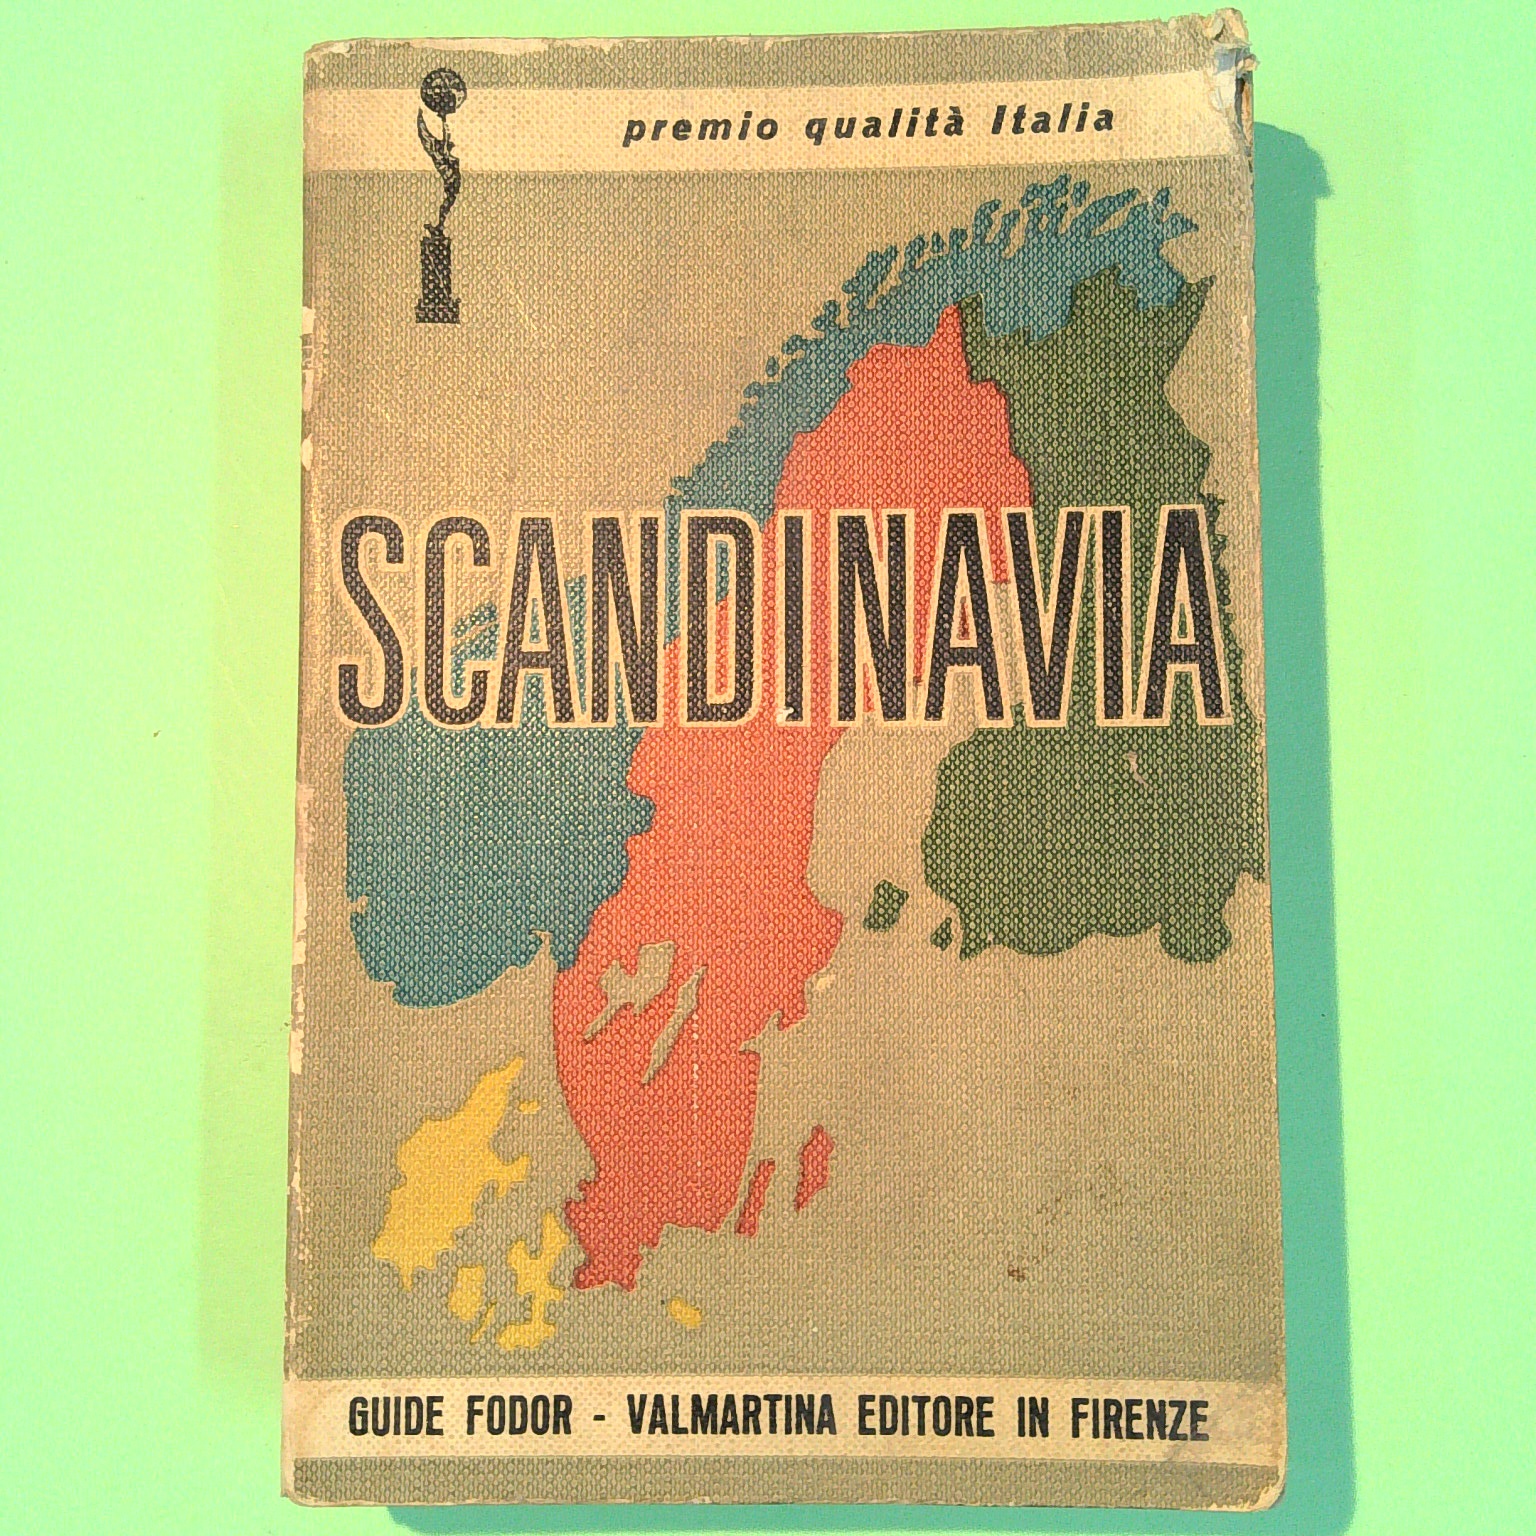 premio qualità Italia
SCANDINAVIA
GUIDE FODOR - VALMARTINA EDITORE IN FIRENZE